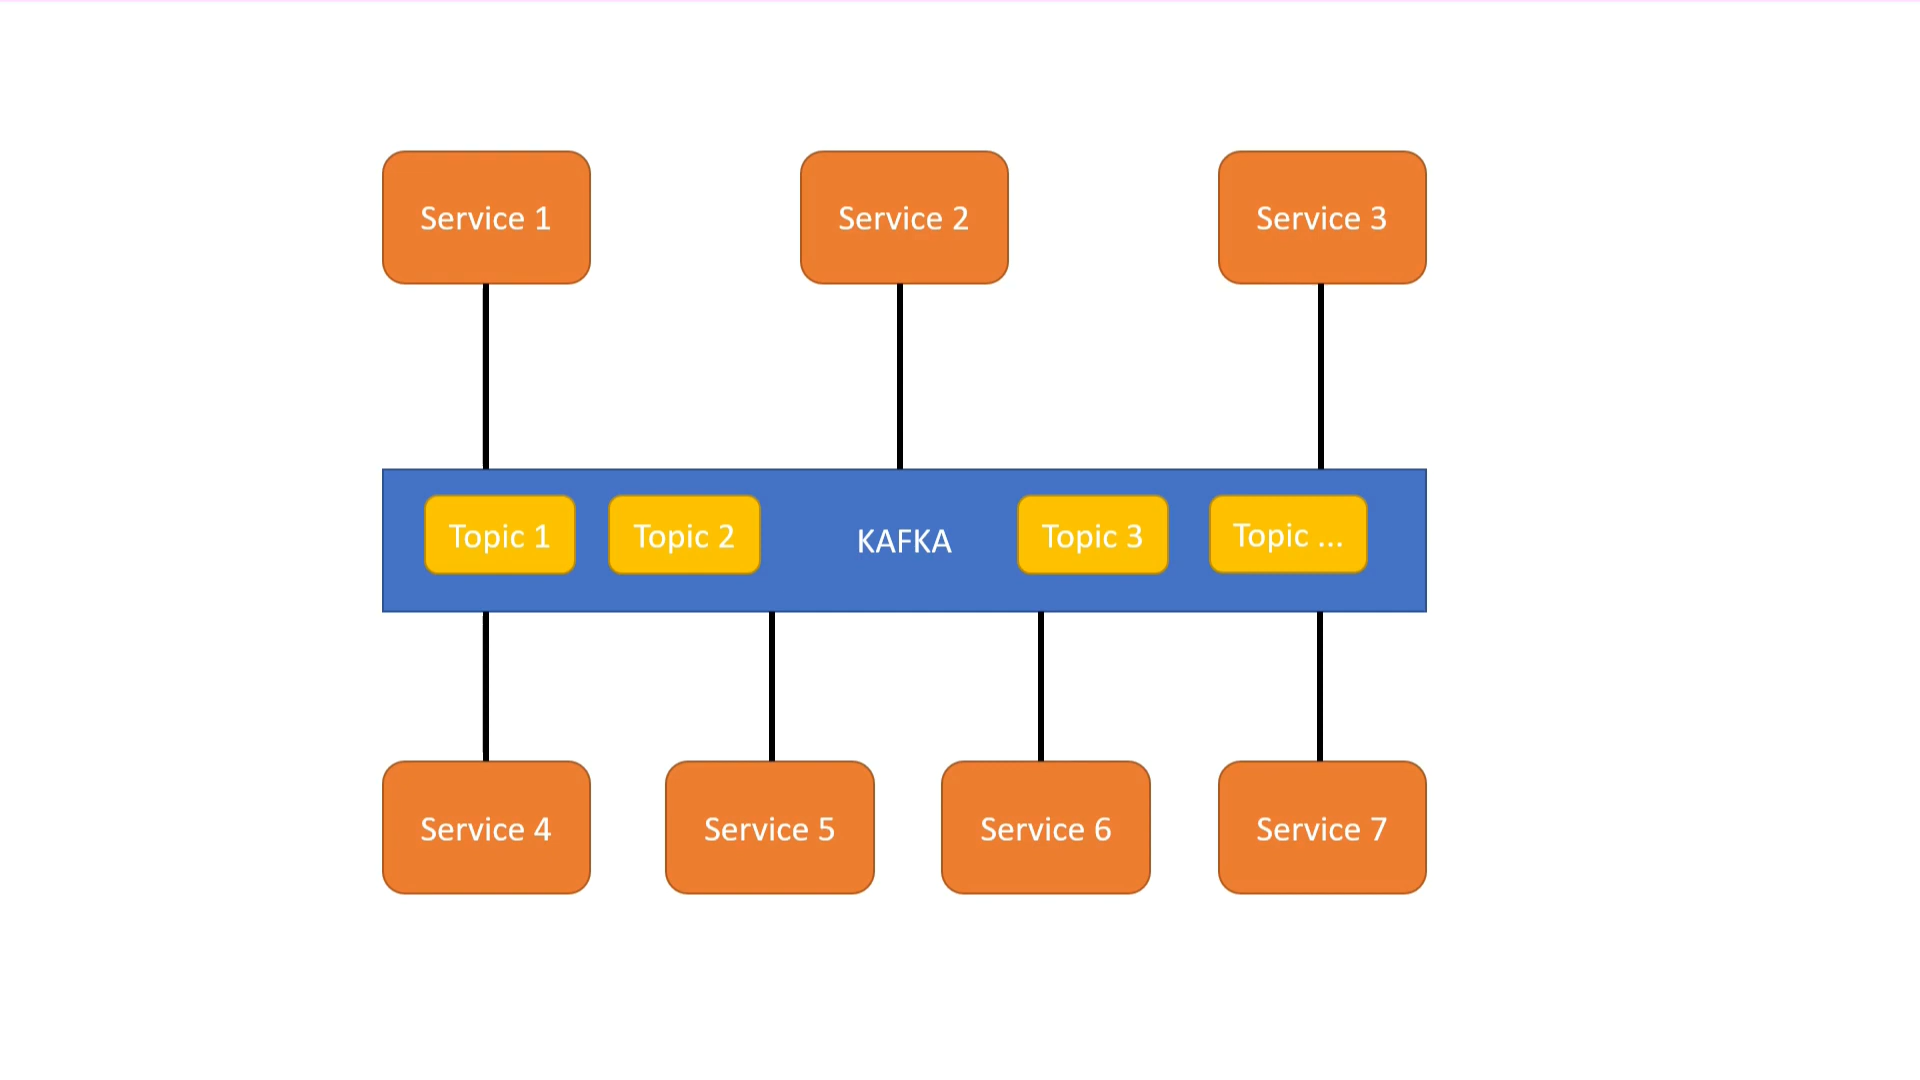 Service 1
Service 2
Service 3
Topic 1
Topic 2
KAFKA
Topic 3
Topic ...
Service 4
Service 5
Service 6
Service 7